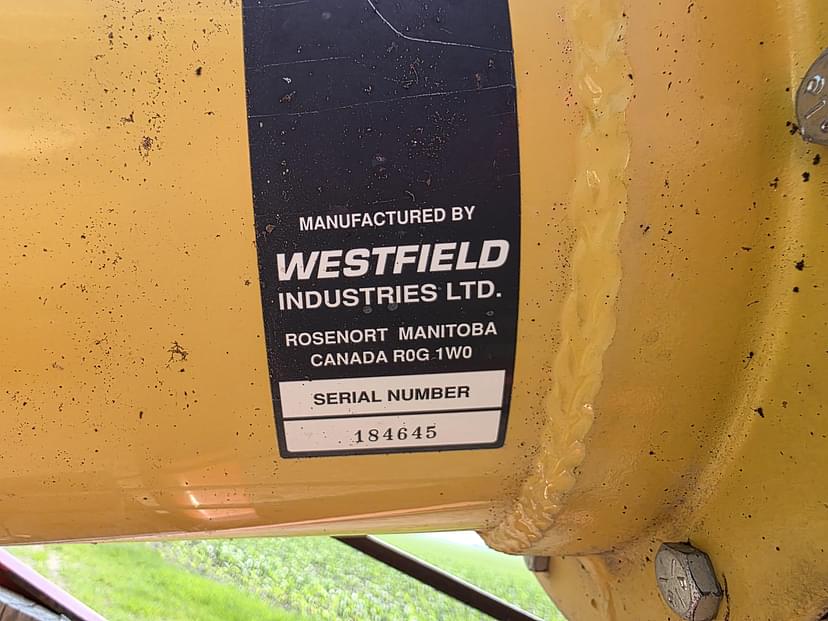 MANUFACTURED BY
WESTFIELD
INDUSTRIES LTD.
ROSENORT MANITOBA
CANADA R0G 1W0
SERIAL NUMBER
184645